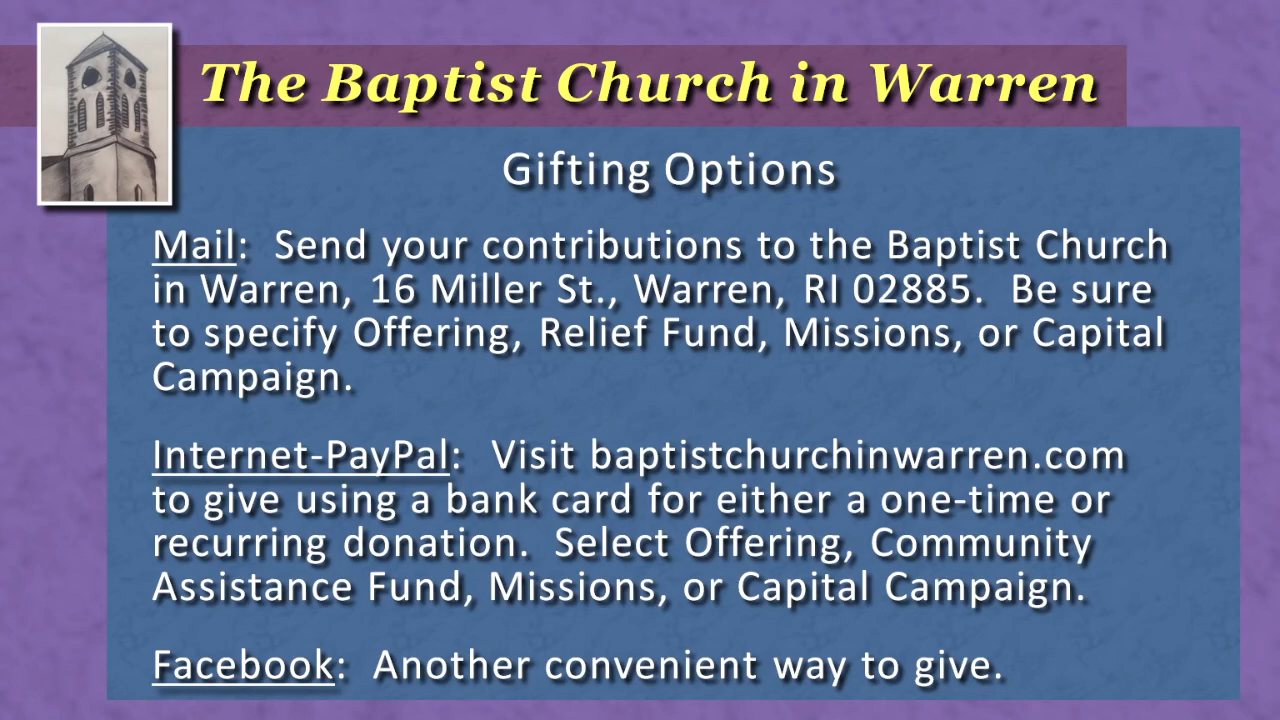 The Baptist Church in Warren
Gifting Options
Mail:  Send your contributions to the Baptist Church
in Warren, 16 Miller St., Warren, RI 02885.  Be sure
to specify Offering, Relief Fund, Missions, or Capital
Campaign.
Internet-PayPal:  Visit baptistchurchinwarren.com
to give using a bank card for either a one-time or
recurring donation.  Select Offering, Community
Assistance Fund, Missions, or Capital Campaign.
Facebook:  Another convenient way to give.